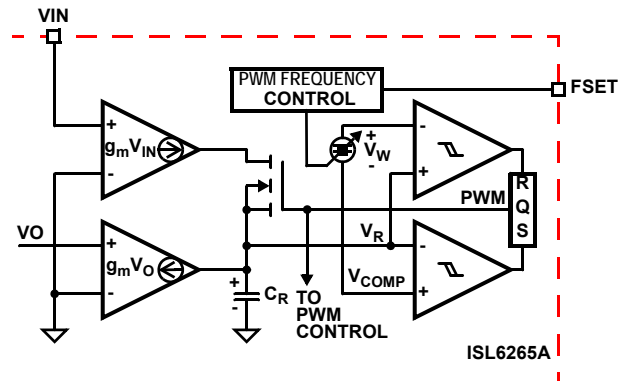 VIN
PWM FREQUENCY
CONTROL
FSET
+
gmVIN
-
+
VW
-
-
+
R
Q
S
PWM
VO
+
gmVO
-
VR
-
VCOMP
+
+
CR
-
TO
PWM
CONTROL
ISL6265A